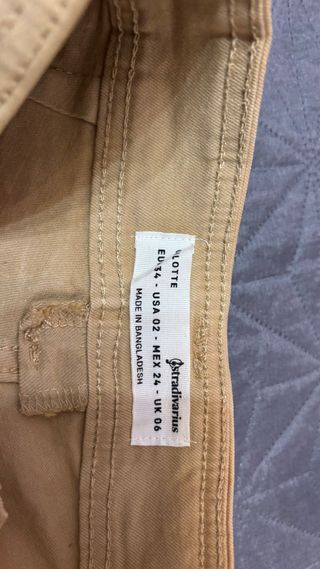 stradivarius
EU 34 - USA 02 - MEX 24 - UK 06
MADE IN BANGLADESH